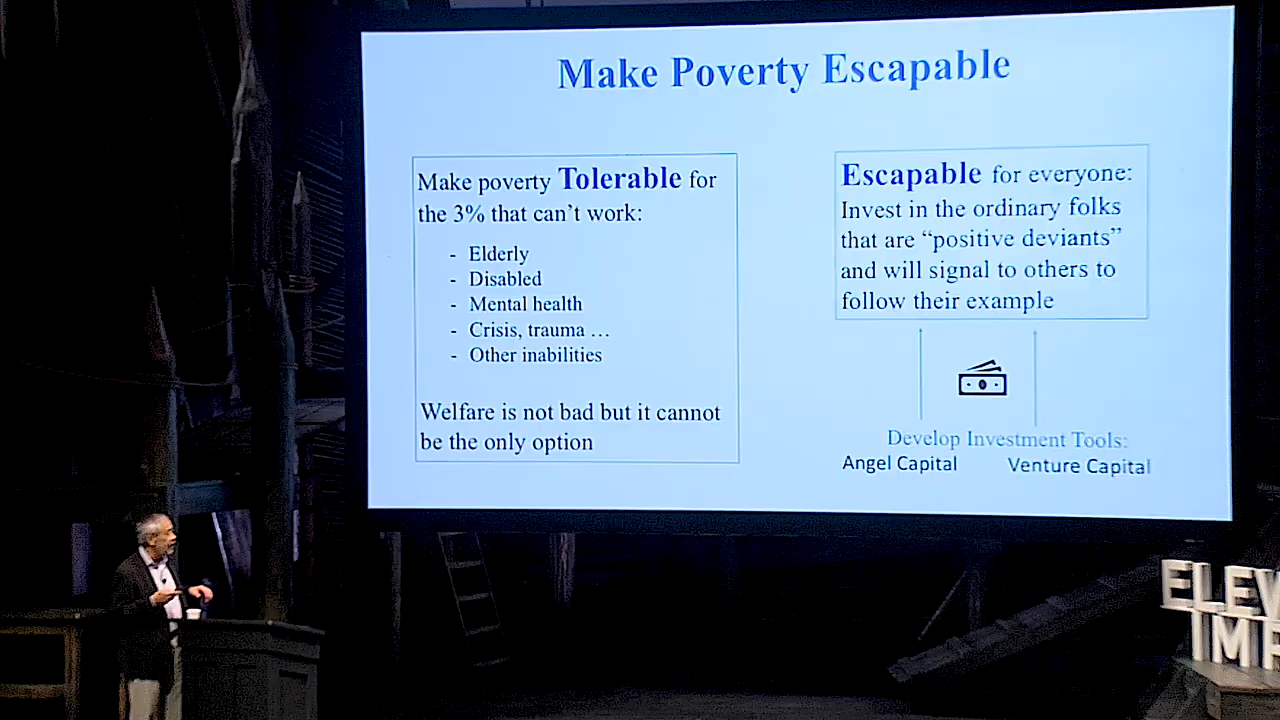 Make Poverty Escapable
Make poverty Tolerable for
the 3% that can't work:
- Elderly
- Disabled
- Mental health
- Crisis, trauma ...
- Other inabilities
Welfare is not bad but it cannot
be the only option
Escapable for everyone:
Invest in the ordinary folks
that are “positive deviants”
and will signal to others to
follow their example
Develop Investment Tools:
Angel Capital Venture Capital